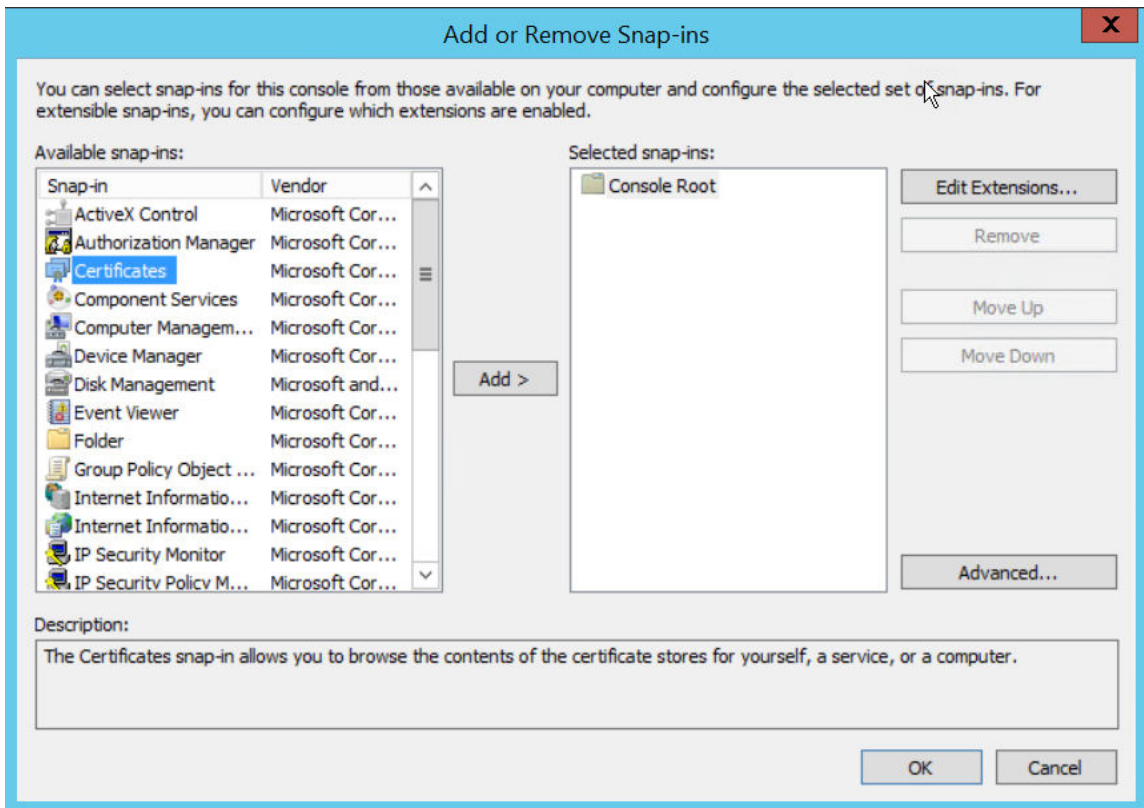 Add or Remove Snap-ins
X
You can select snap-ins for this console from those available on your computer and configure the selected set of snap-ins. For
extensible snap-ins, you can configure which extensions are enabled.
Available snap-ins:
Snap-in Vendor
ActiveX Control Microsoft Cor...
Authorization Manager Microsoft Cor...
Certificates Microsoft Cor...
Component Services Microsoft Cor...
Computer Managem... Microsoft Cor...
Device Manager Microsoft Cor...
Disk Management Microsoft and...
Event Viewer Microsoft Cor...
Folder Microsoft Cor...
Group Policy Object ... Microsoft Cor...
Internet Informatio... Microsoft Cor...
Internet Informatio... Microsoft Cor...
IP Security Monitor Microsoft Cor...
IP Security Policy M... Microsoft Cor...
Add >
Selected snap-ins:
Console Root
Edit Extensions...
Remove
Move Up
Move Down
Advanced...
Description:
The Certificates snap-in allows you to browse the contents of the certificate stores for yourself, a service, or a computer.
OK
Cancel